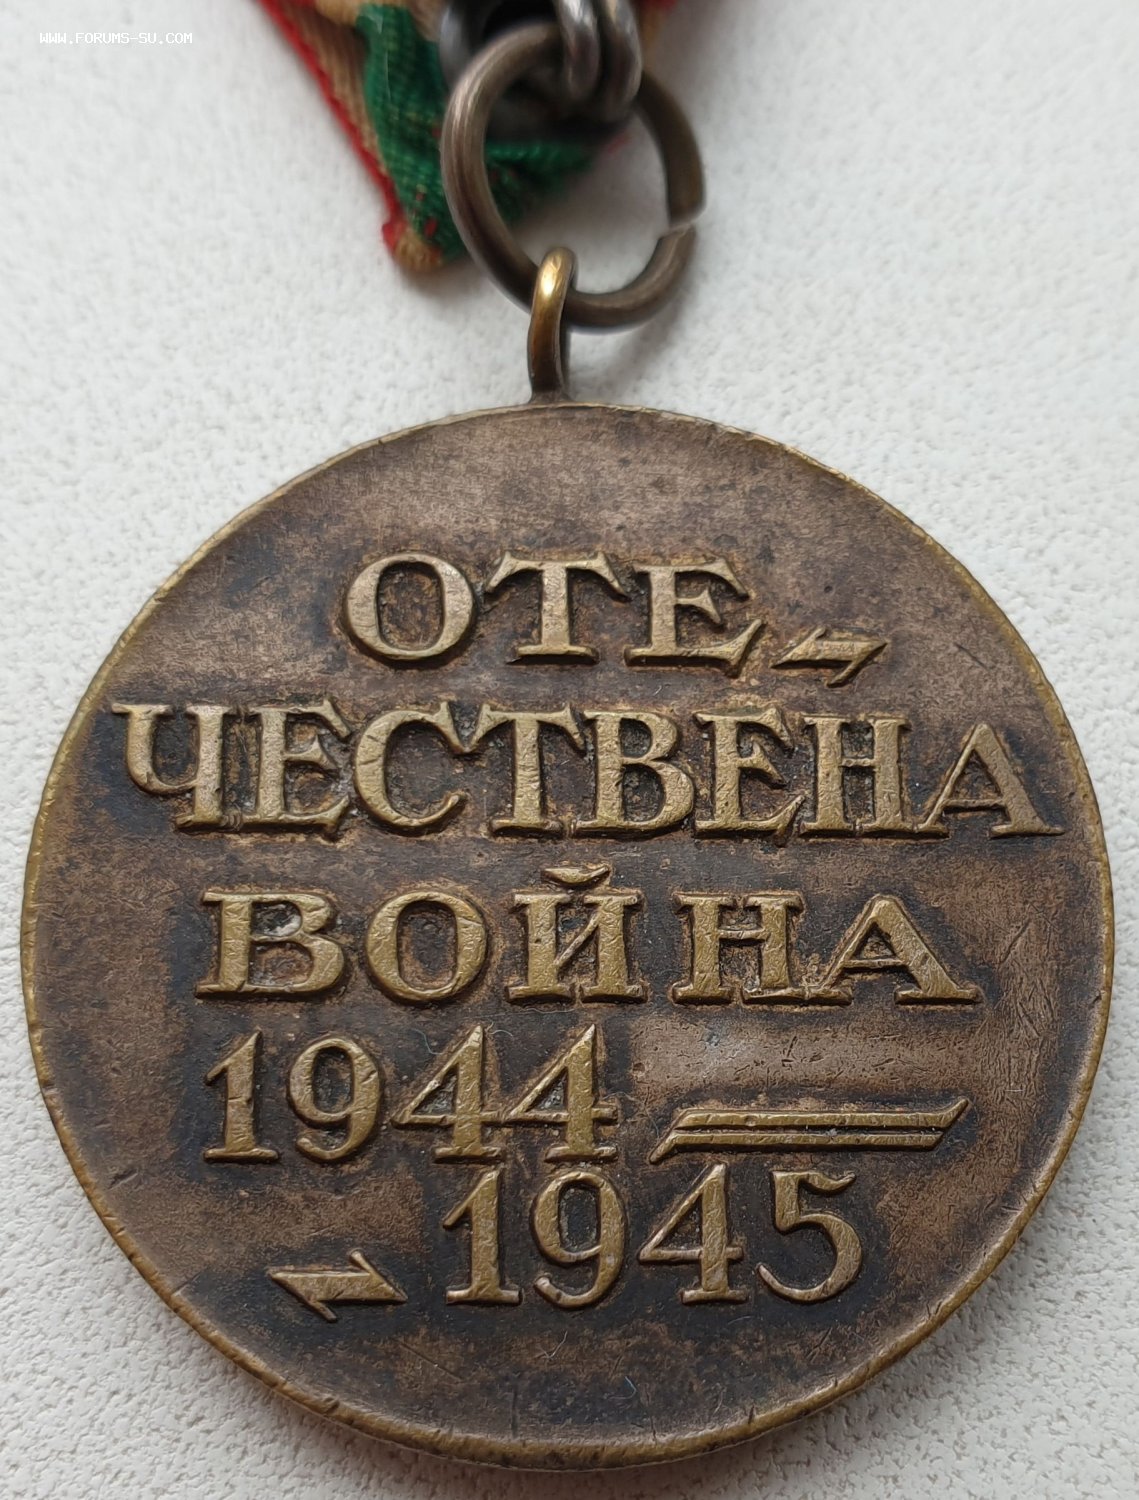 WWW.FORUMS-SU.COM
ОТЕ-
ЧЕСТВЕНА
ВОЙНА
1944
1945